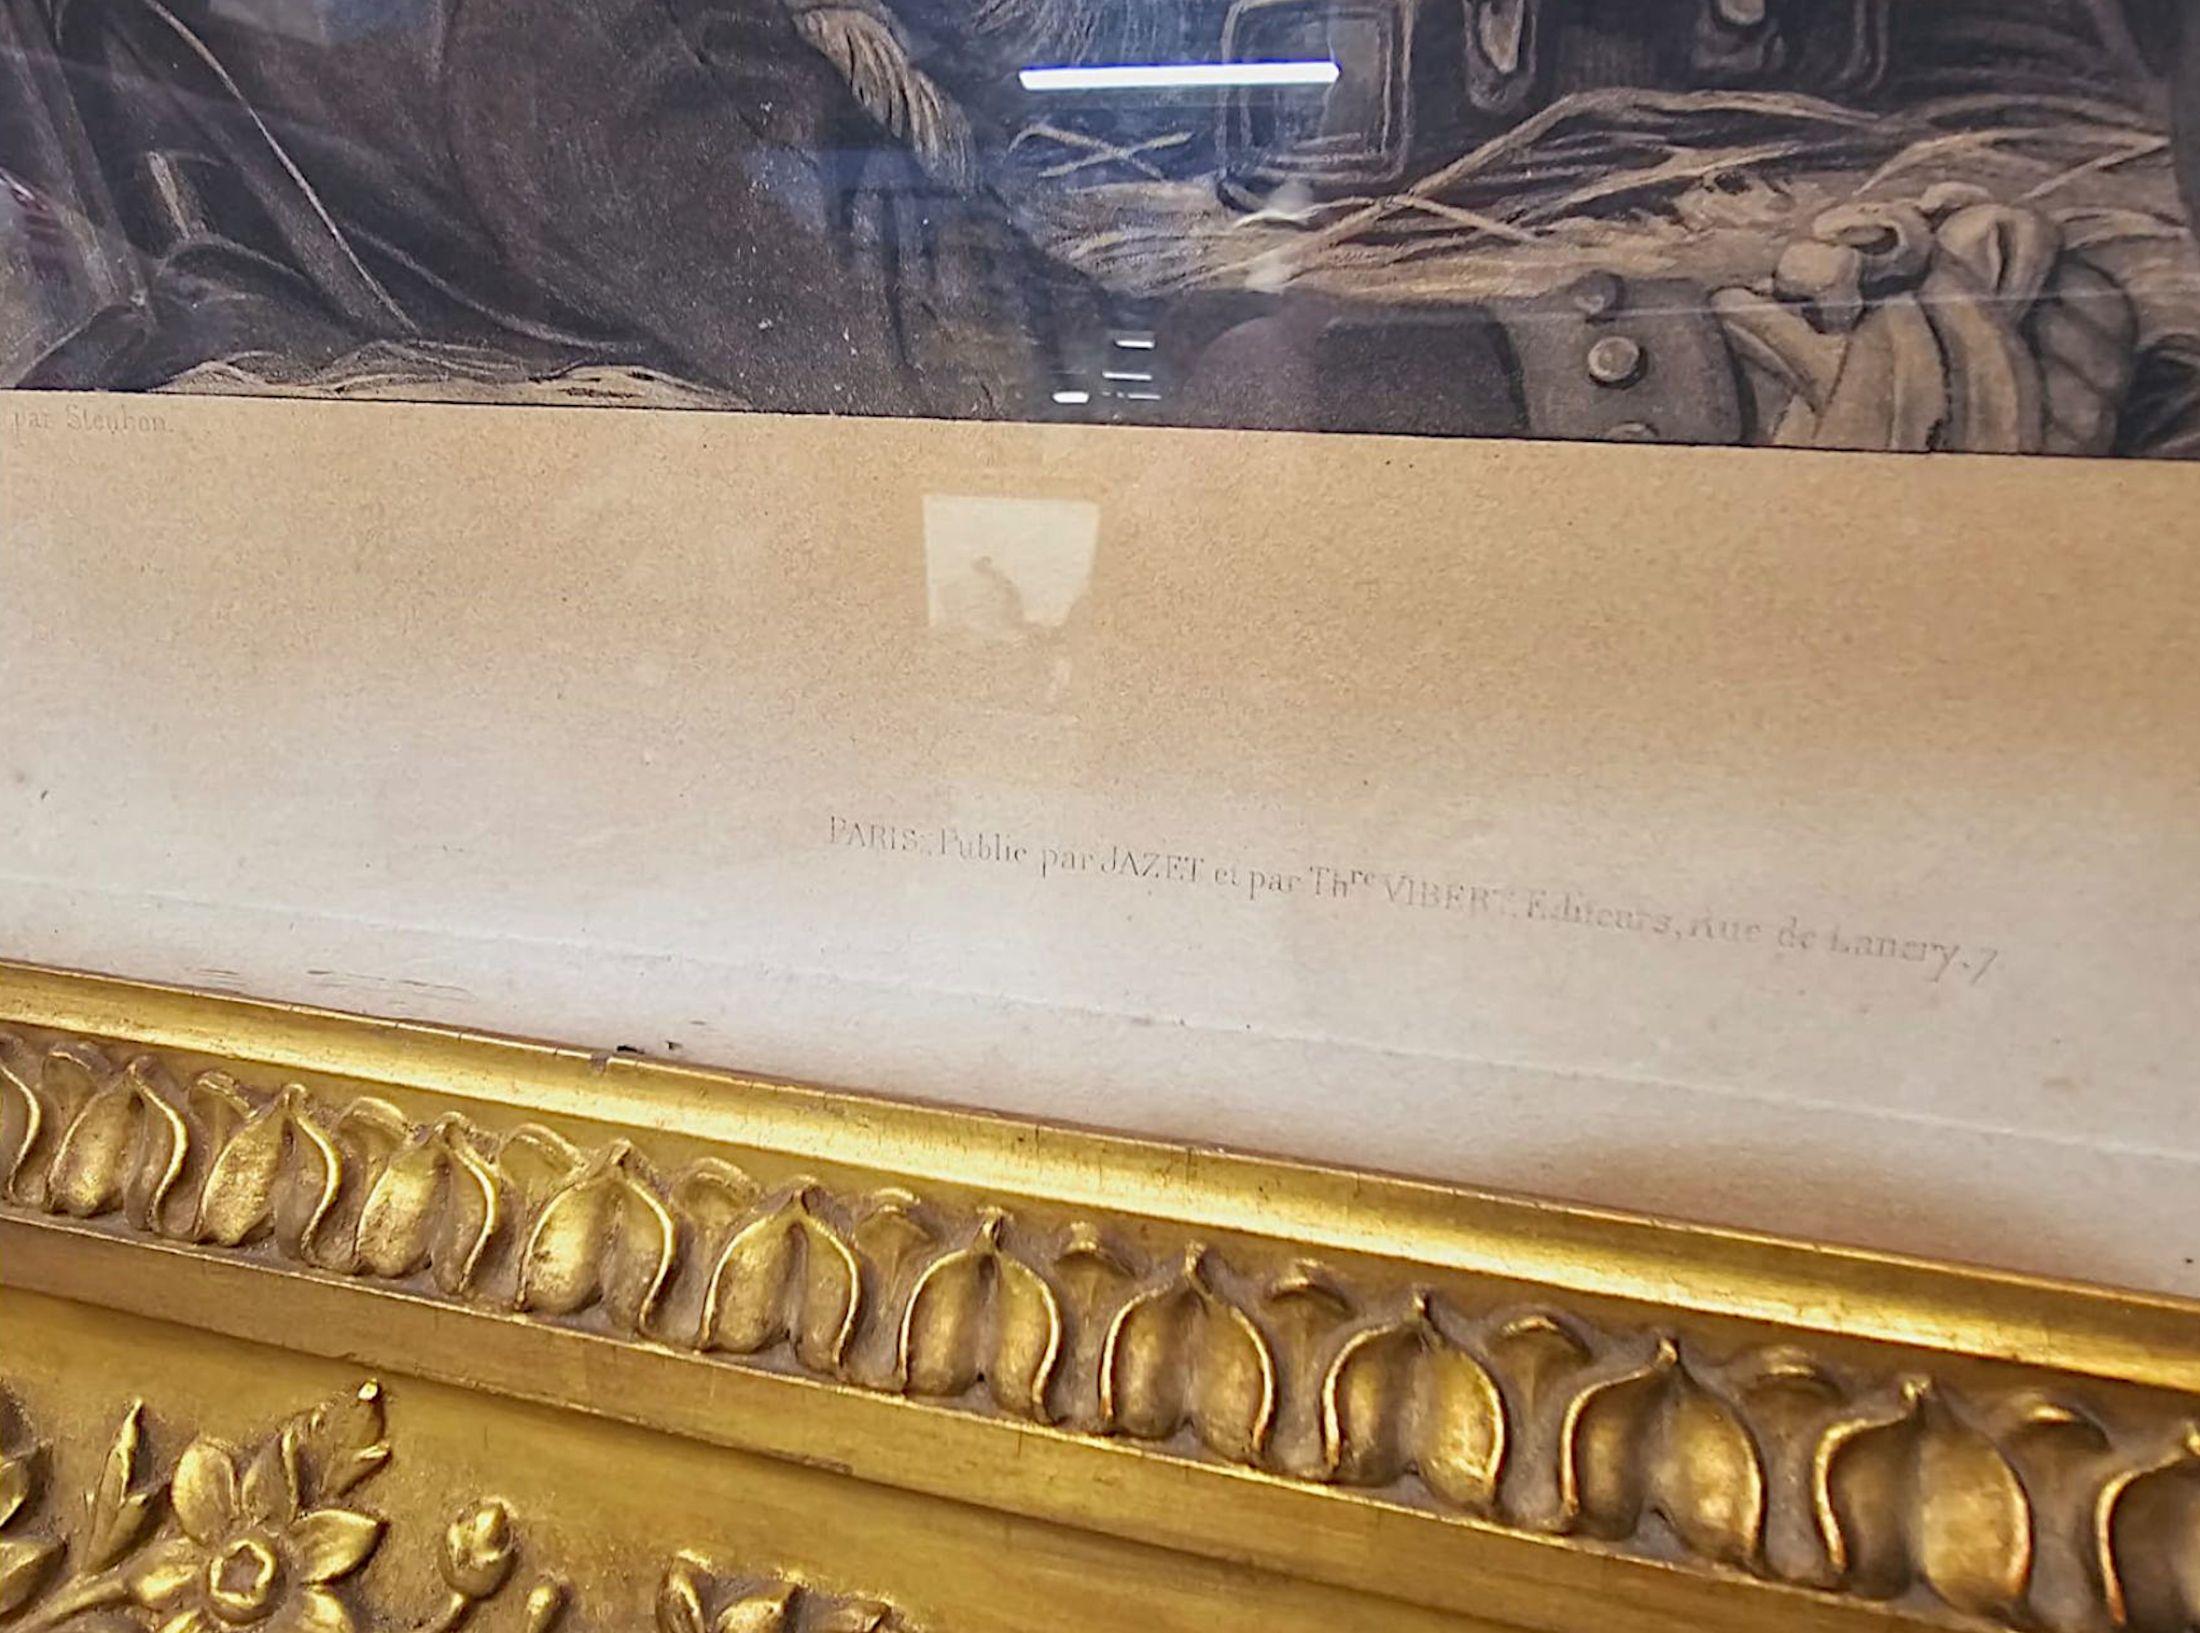 par Steuben.
PARIS, Publié par JAZET et par Thre VIBERT, Editeurs, Rue de Lancry. 7